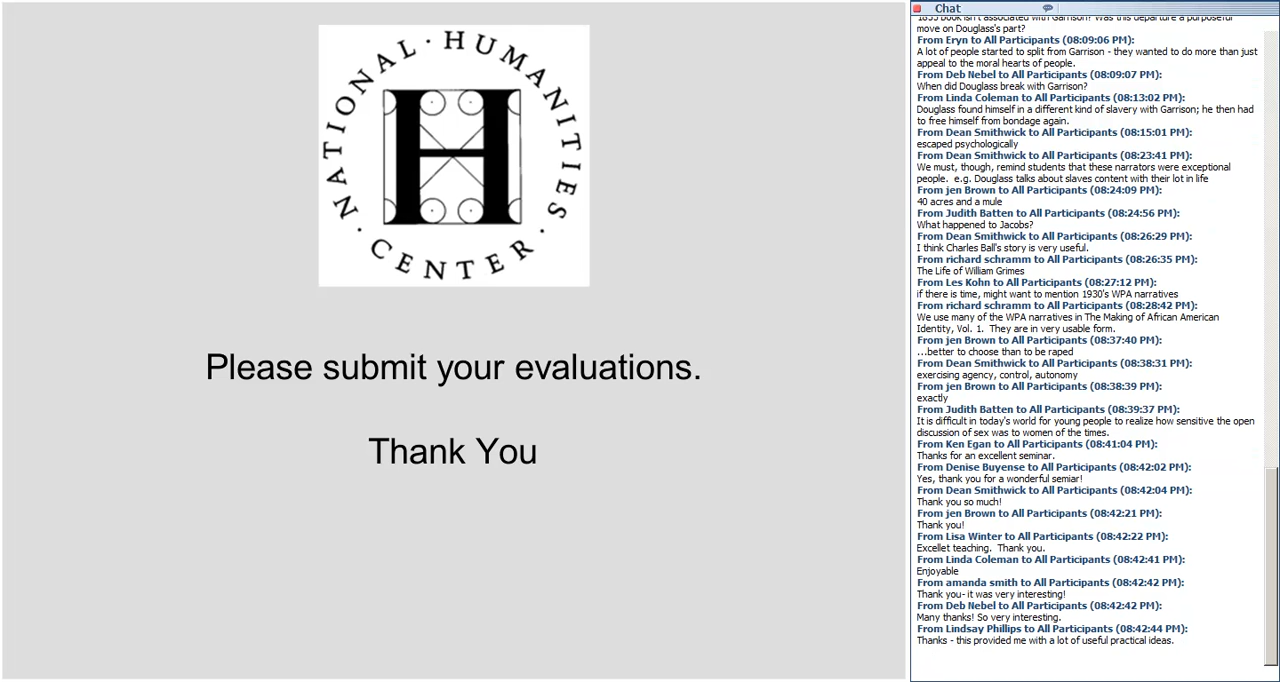 NATIONAL · HUMANITIES · CENTER ·
H
Please submit your evaluations.
Thank You
Chat
1855 book isn't associated with Garrison? Was this departure a purposeful
move on Douglass's part?
From Eryn to All Participants (08:09:06 PM):
A lot of people started to split from Garrison - they wanted to do more than just
appeal to the moral hearts of people.
From Deb Nebel to All Participants (08:09:07 PM):
When did Douglass break with Garrison?
From Linda Coleman to All Participants (08:13:02 PM):
Douglass found himself in a different kind of slavery with Garrison; he then had
to free himself from bondage again.
From Dean Smithwick to All Participants (08:15:01 PM):
escaped psychologically
From Dean Smithwick to All Participants (08:23:41 PM):
We must, though, remind students that these narrators were exceptional
people.  e.g. Douglass talks about slaves content with their lot in life
From jen Brown to All Participants (08:24:09 PM):
40 acres and a mule
From Judith Batten to All Participants (08:24:56 PM):
What happened to Jacobs?
From Dean Smithwick to All Participants (08:26:29 PM):
I think Charles Ball's story is very useful.
From richard schramm to All Participants (08:26:35 PM):
The Life of William Grimes
From Les Kohn to All Participants (08:27:12 PM):
if there is time, might want to mention 1930's WPA narratives
From richard schramm to All Participants (08:28:42 PM):
We use many of the WPA narratives in The Making of African American
Identity, Vol. 1.  They are in very usable form.
From jen Brown to All Participants (08:37:40 PM):
...better to choose than to be raped
From Dean Smithwick to All Participants (08:38:31 PM):
exercising agency, control, autonomy
From jen Brown to All Participants (08:38:39 PM):
exactly
From Judith Batten to All Participants (08:39:37 PM):
It is difficult in today's world for young people to realize how sensitive the open
discussion of sex was to women of the times.
From Ken Egan to All Participants (08:41:04 PM):
Thanks for an excellent seminar.
From Denise Buyense to All Participants (08:42:02 PM):
Yes, thank you for a wonderful semiar!
From Dean Smithwick to All Participants (08:42:04 PM):
Thank you so much!
From jen Brown to All Participants (08:42:21 PM):
Thank you!
From Lisa Winter to All Participants (08:42:22 PM):
Excellet teaching.  Thank you.
From Linda Coleman to All Participants (08:42:41 PM):
Enjoyable
From amanda smith to All Participants (08:42:42 PM):
Thank you- it was very interesting!
From Deb Nebel to All Participants (08:42:42 PM):
Many thanks! So very interesting.
From Lindsay Phillips to All Participants (08:42:44 PM):
Thanks - this provided me with a lot of useful practical ideas.